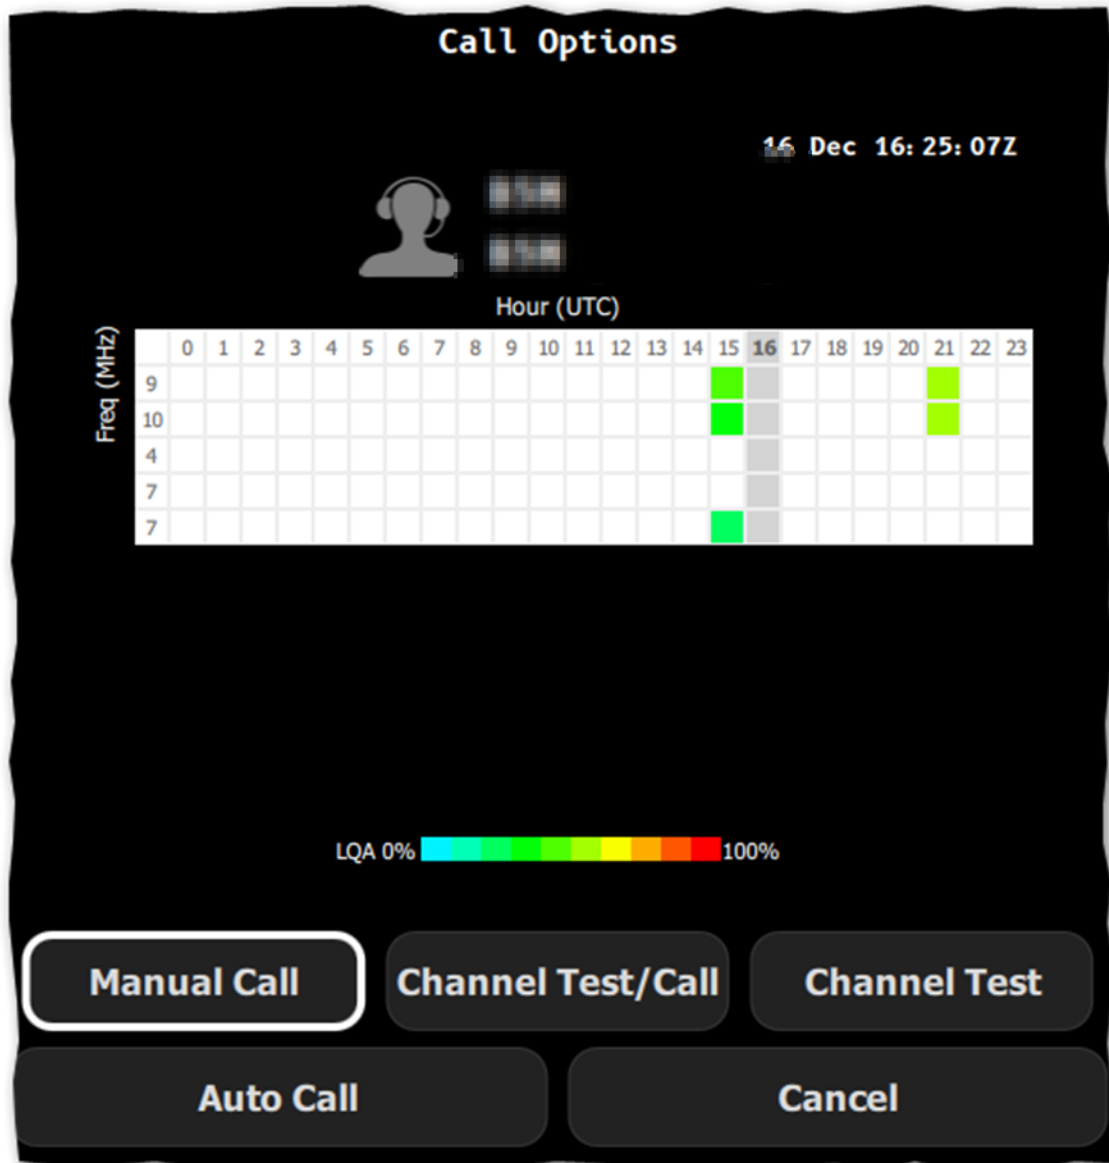 Call Options
16 Dec 16:25:07Z
Hour (UTC)
Freq (MHz)
0 1 2 3 4 5 6 7 8 9 10 11 12 13 14 15 16 17 18 19 20 21 22 23
9
10
4
7
7
LQA 0% 100%
Manual Call Channel Test/Call Channel Test
Auto Call Cancel